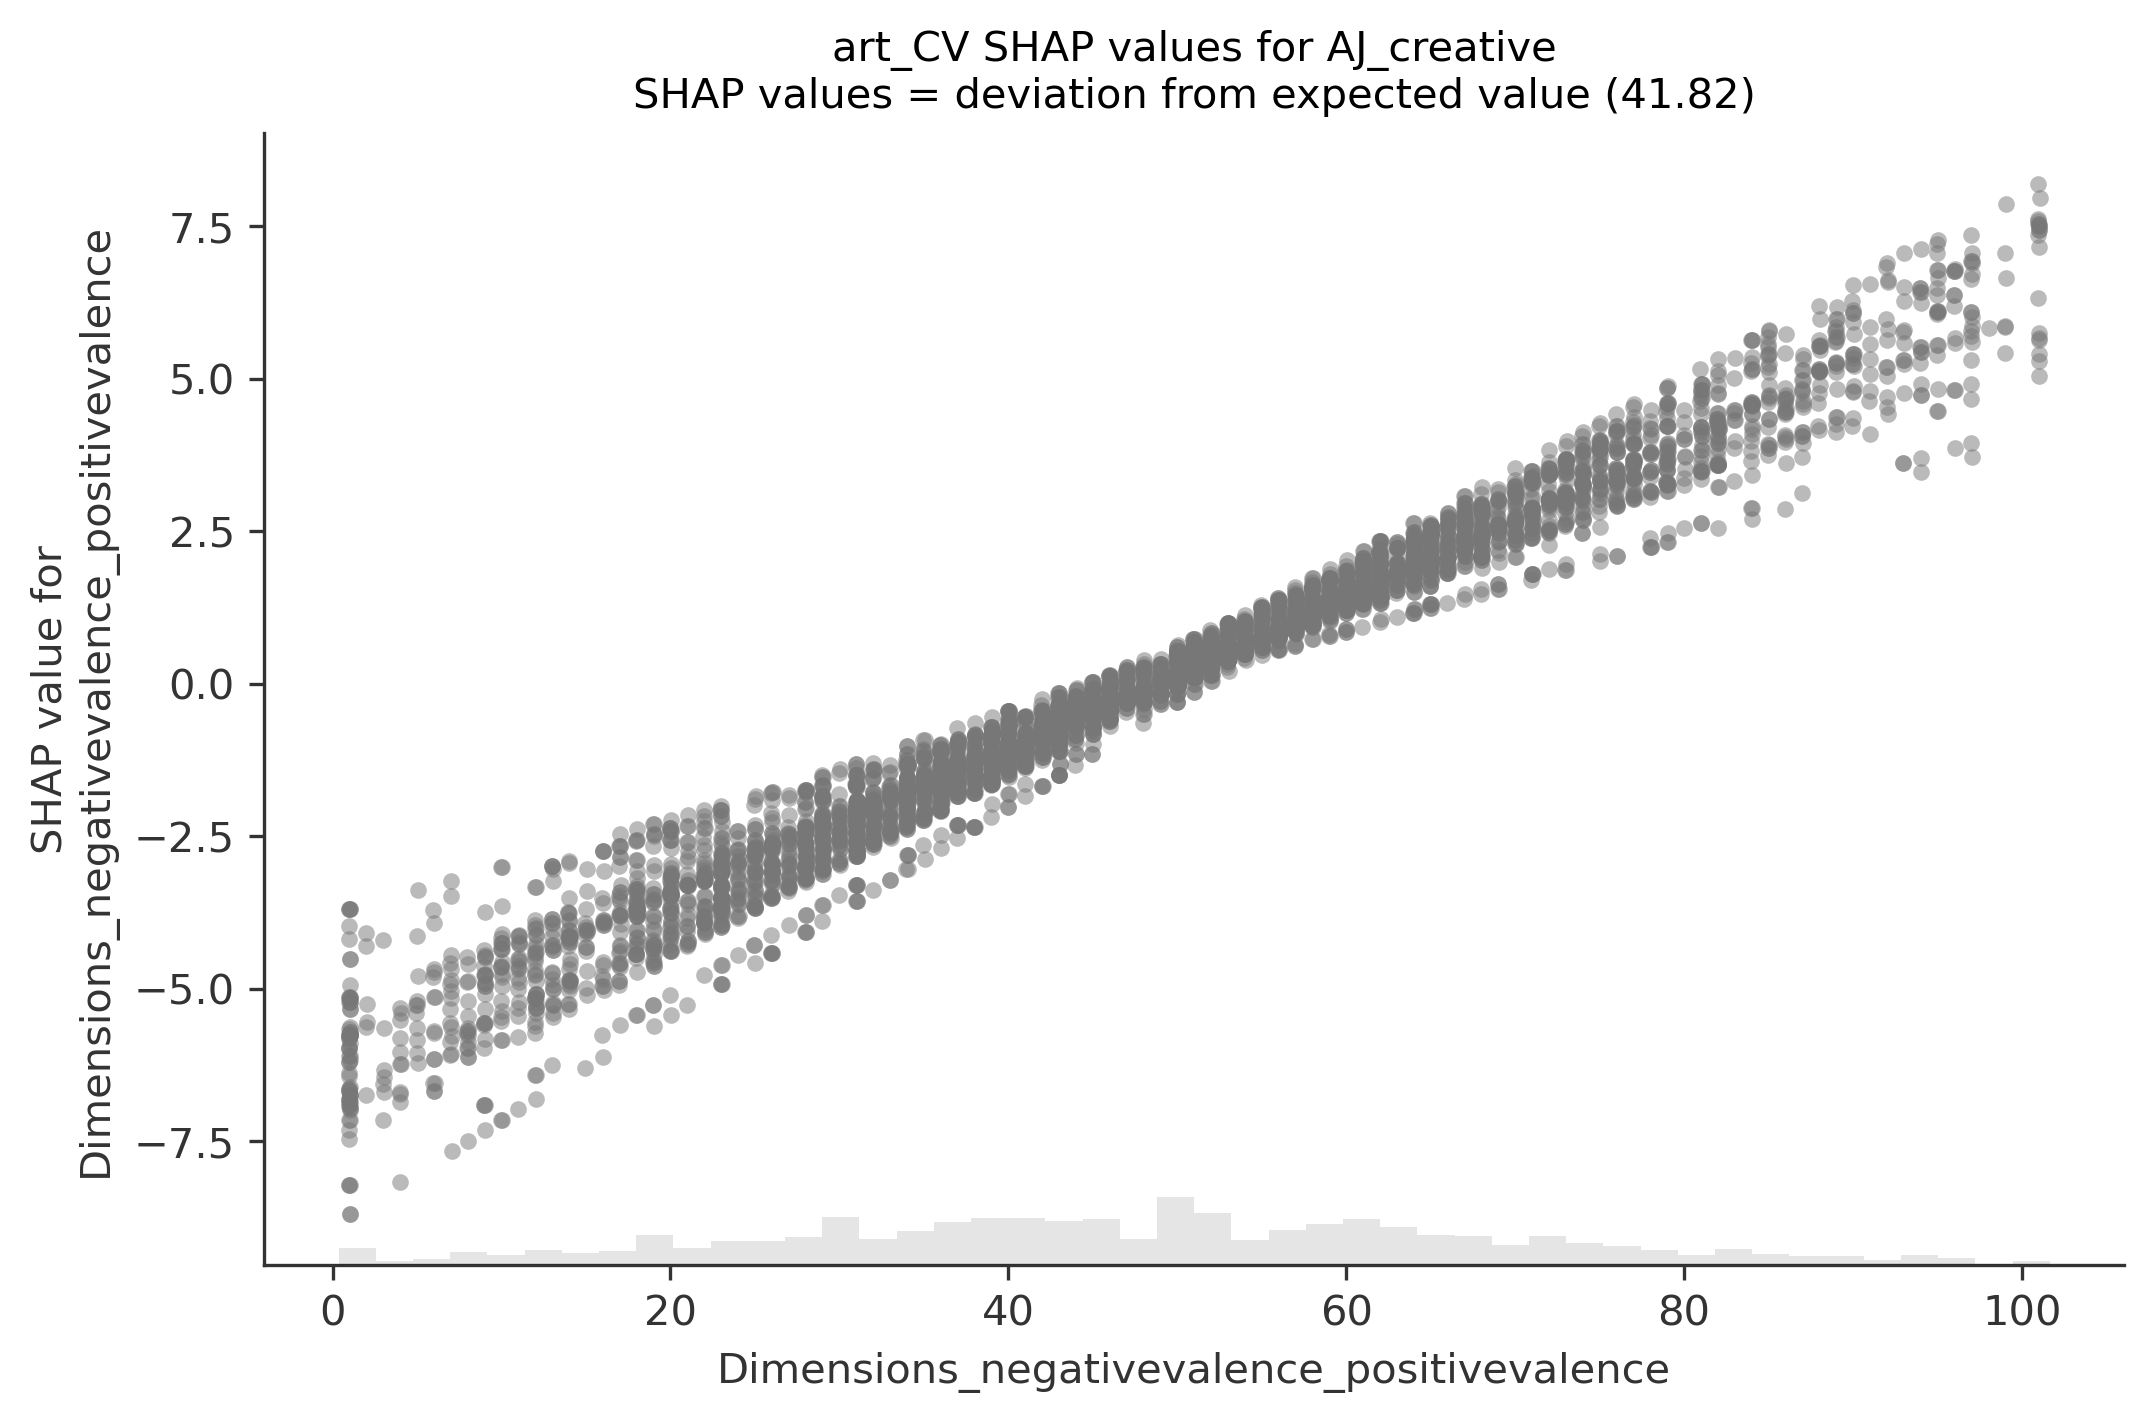 art_CV SHAP values for AJ_creative
SHAP values = deviation from expected value (41.82)
SHAP value for
Dimensions_negativevalence_positivevalence
7.5
5.0
2.5
0.0
−2.5
−5.0
−7.5
0
20
40
60
80
100
Dimensions_negativevalence_positivevalence